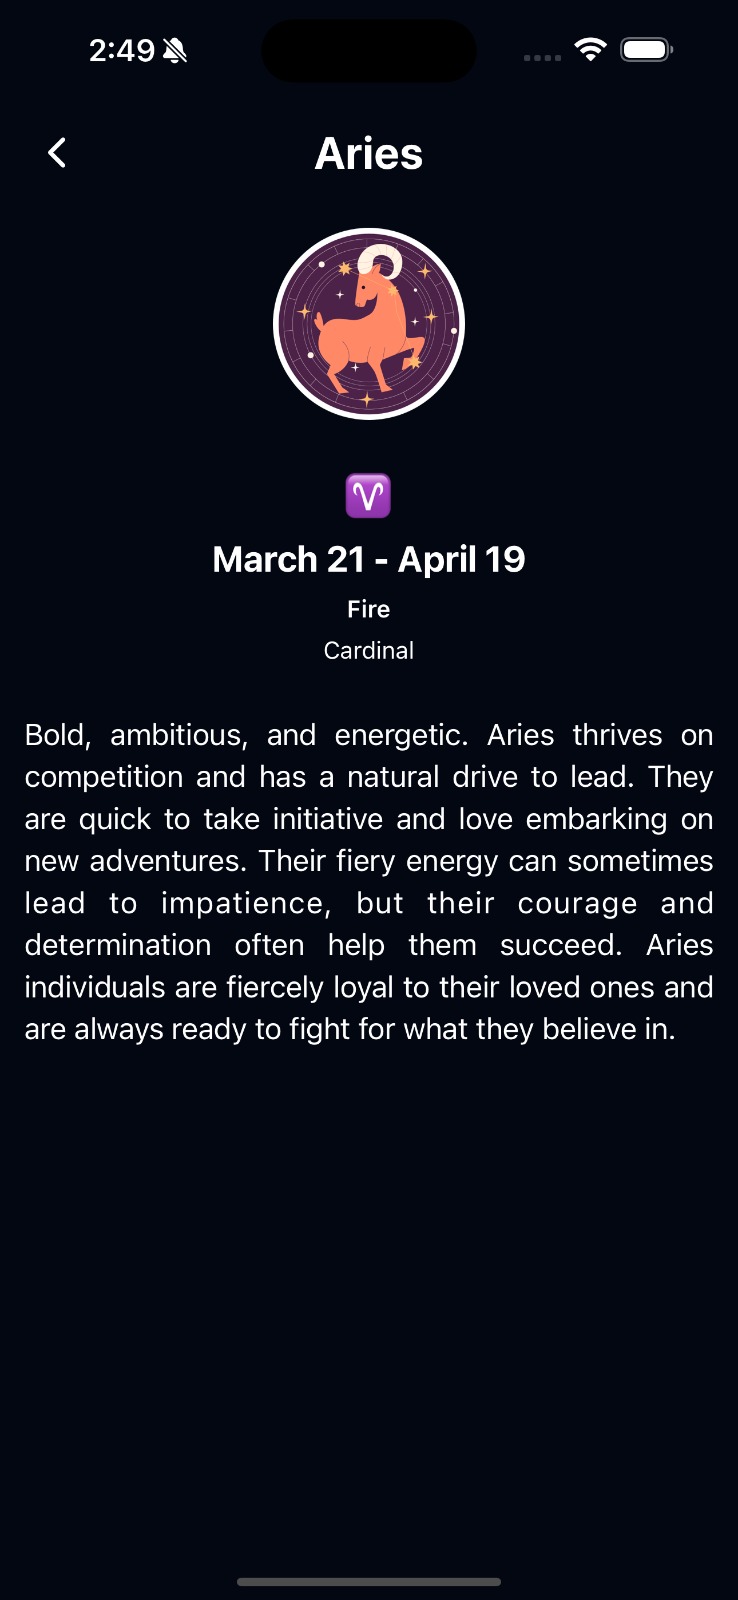 2:49
Aries
♈
March 21 - April 19
Fire
Cardinal
Bold, ambitious, and energetic. Aries thrives on
competition and has a natural drive to lead. They
are quick to take initiative and love embarking on
new adventures. Their fiery energy can sometimes
lead to impatience, but their courage and
determination often help them succeed. Aries
individuals are fiercely loyal to their loved ones and
are always ready to fight for what they believe in.